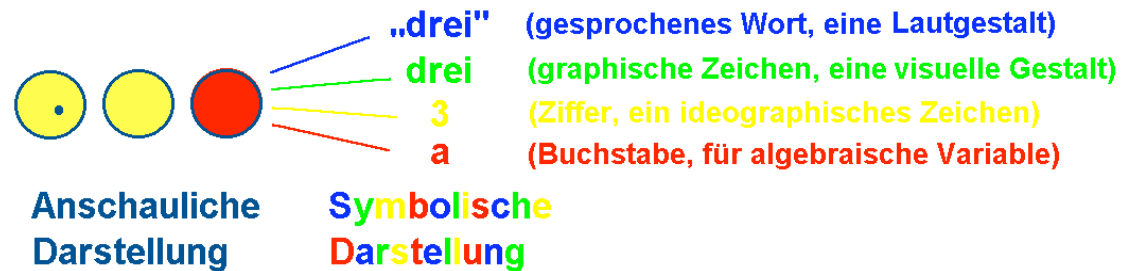 „drei" (gesprochenes Wort, eine Lautgestalt)
drei (graphische Zeichen, eine visuelle Gestalt)
3 (Ziffer, ein ideographisches Zeichen)
a (Buchstabe, für algebraische Variable)
Anschauliche Symbolische
Darstellung Darstellung